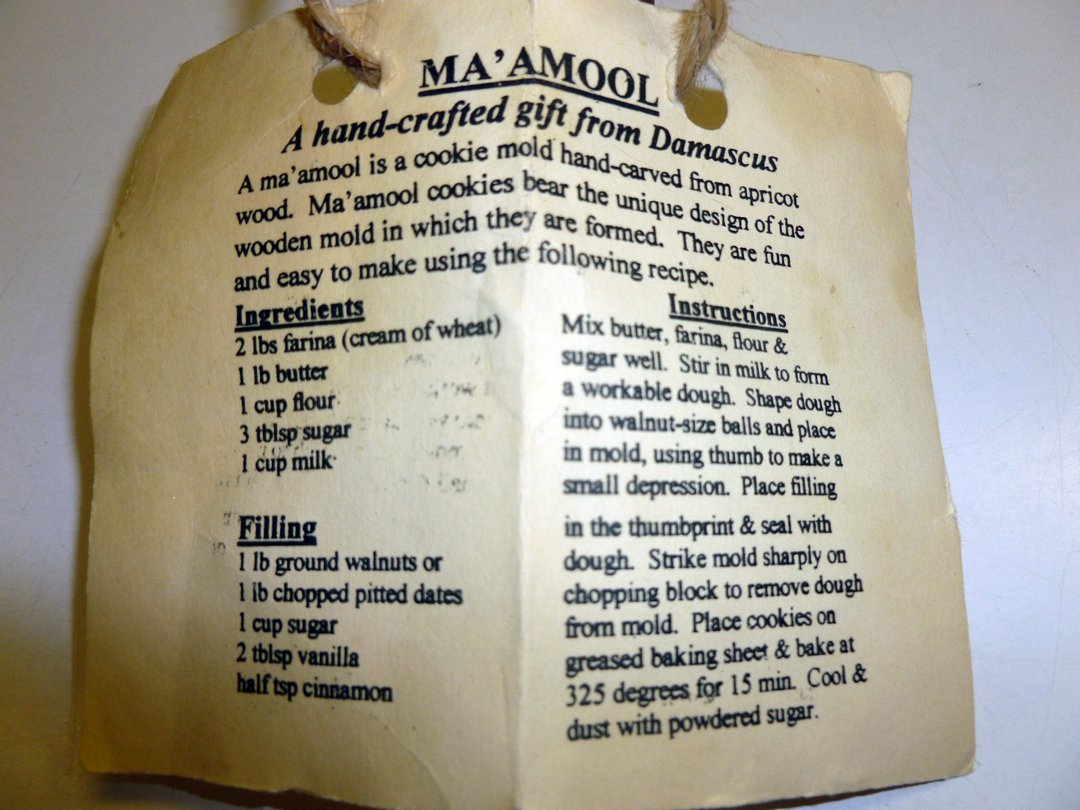 MA'AMOOL
A hand-crafted gift from Damascus
A ma'amool is a cookie mold hand-carved from apricot
wood. Ma'amool cookies bear the unique design of the
wooden mold in which they are formed. They are fun
and easy to make using the following recipe.
Ingredients
2 lbs farina (cream of wheat)
1 lb butter
1 cup flour
3 tblsp sugar
1 cup milk
Filling
1 lb ground walnuts or
1 lb chopped pitted dates
1 cup sugar
2 tblsp vanilla
half tsp cinnamon
Instructions
Mix butter, farina, flour &
sugar well. Stir in milk to form
a workable dough. Shape dough
into walnut-size balls and place
in mold, using thumb to make a
small depression. Place filling
in the thumbprint & seal with
dough. Strike mold sharply on
chopping block to remove dough
from mold. Place cookies on
greased baking sheet & bake at
325 degrees for 15 min. Cool &
dust with powdered sugar.